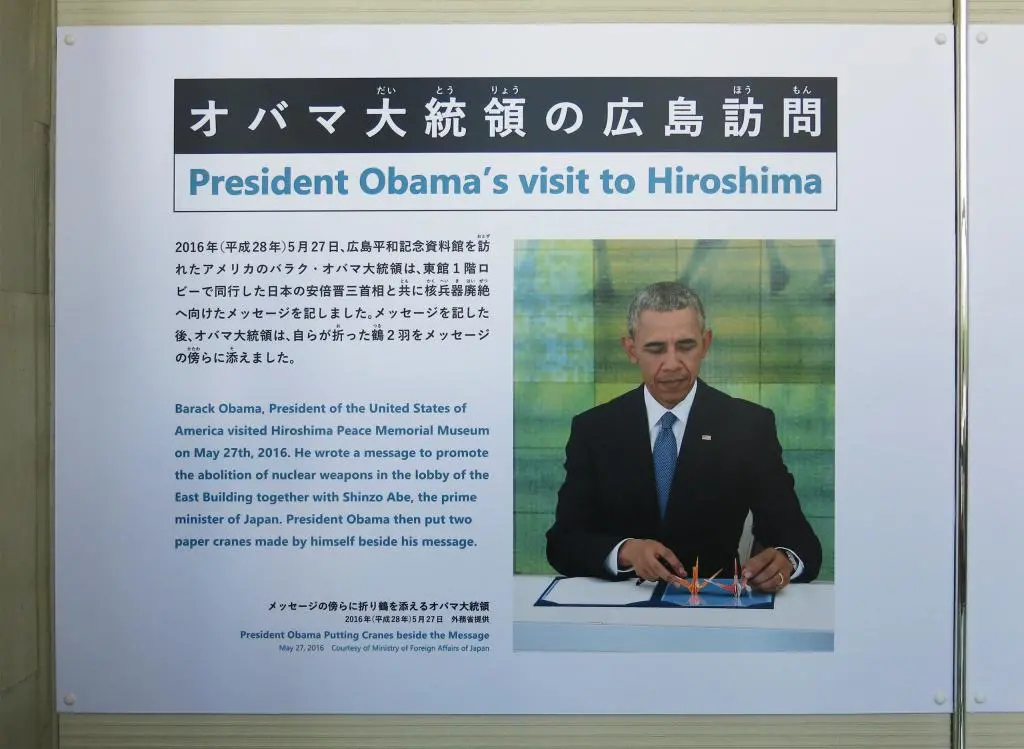 オバマ大統領の広島訪問
President Obama's visit to Hiroshima
2016年(平成28年)5月27日、広島平和記念資料館を訪
れたアメリカのバラク・オバマ大統領は、東館1階ロ
ビーで同行した日本の安倍晋三首相と共に核兵器廃絶
へ向けたメッセージを記しました。メッセージを記した
後、オバマ大統領は、自らが折った鶴2羽をメッセージ
の傍らに添えました。
Barack Obama, President of the United States of
America visited Hiroshima Peace Memorial Museum
on May 27th, 2016. He wrote a message to promote
the abolition of nuclear weapons in the lobby of the
East Building together with Shinzo Abe, the prime
minister of Japan. President Obama then put two
paper cranes made by himself beside his message.
メッセージの傍らに折り鶴を添えるオバマ大統領
2016年(平成28年)5月27日 外務省提供
President Obama Putting Cranes beside the Message
May 27, 2016 Courtesy of Ministry of Foreign Affairs of Japan